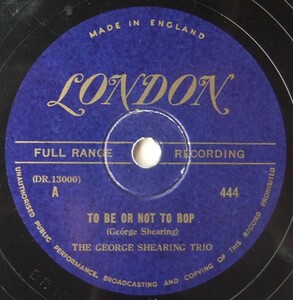 MADE IN ENGLAND
LONDON
FULL RANGE RECORDING
(DR.13000)
A 444
TO BE OR NOT TO BOP
(George Shearing)
THE GEORGE SHEARING TRIO
UNAUTHORISED PUBLIC PERFORMANCE, BROADCASTING AND COPYING OF THIS RECORD PROHIBITED